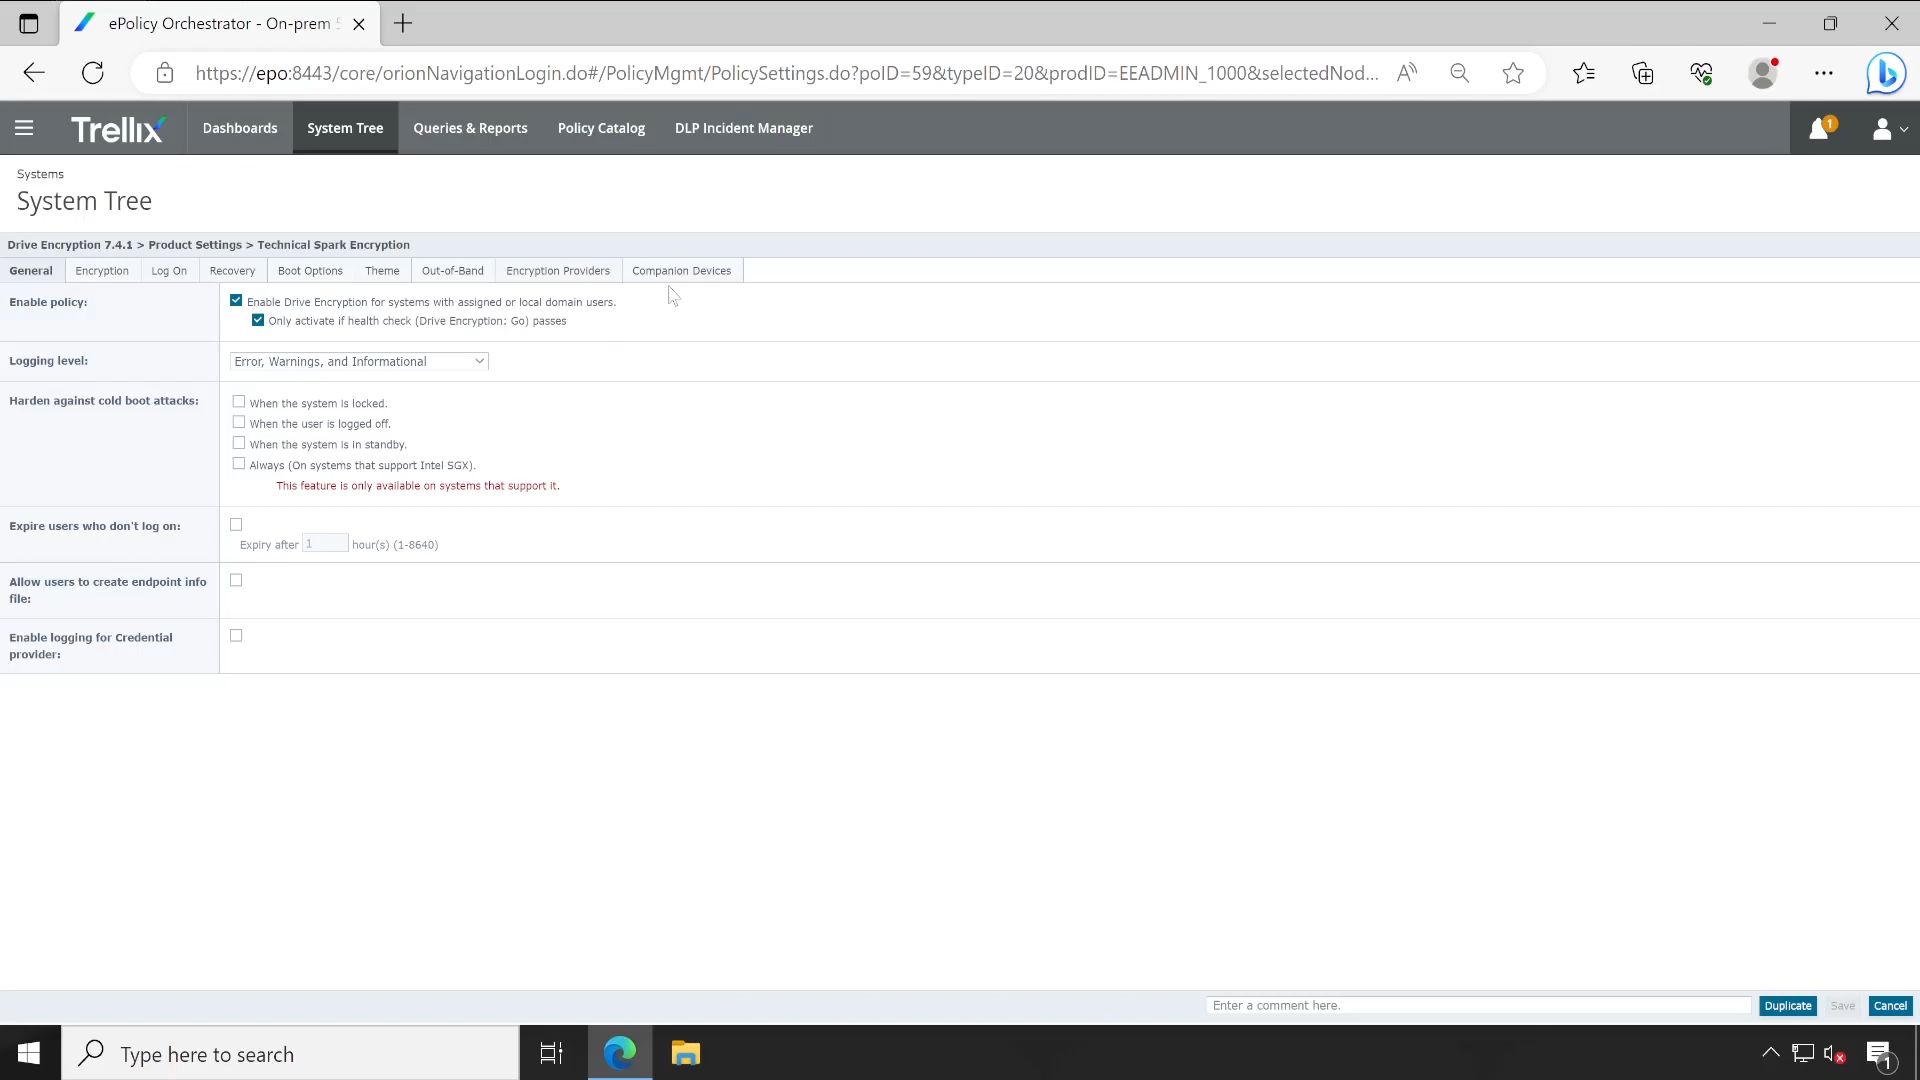 ePolicy Orchestrator - On-prem
https://epo:8443/core/orionNavigationLogin.do#/PolicyMgmt/PolicySettings.do?polD=59&typeID=20&prodID=EEADMIN_1000&selectedNod...
Trellix
Dashboards
System Tree
Queries & Reports
Policy Catalog
DLP Incident Manager
1
Systems
System Tree
Drive Encryption 7.4.1 > Product Settings > Technical Spark Encryption
General
Encryption
Log On
Recovery
Boot Options
Theme
Out-of-Band
Encryption Providers
Companion Devices
Enable policy:
Enable Drive Encryption for systems with assigned or local domain users.
Only activate if health check (Drive Encryption: Go) passes
Logging level:
Error, Warnings, and Informational
Harden against cold boot attacks:
When the system is locked.
When the user is logged off.
When the system is in standby.
Always (On systems that support Intel SGX).
This feature is only available on systems that support it.
Expire users who don't log on:
Expiry after 1 hour(s) (1-8640)
Allow users to create endpoint info
file:
Enable logging for Credential
provider:
Enter a comment here.
Duplicate
Save
Cancel
Type here to search
1